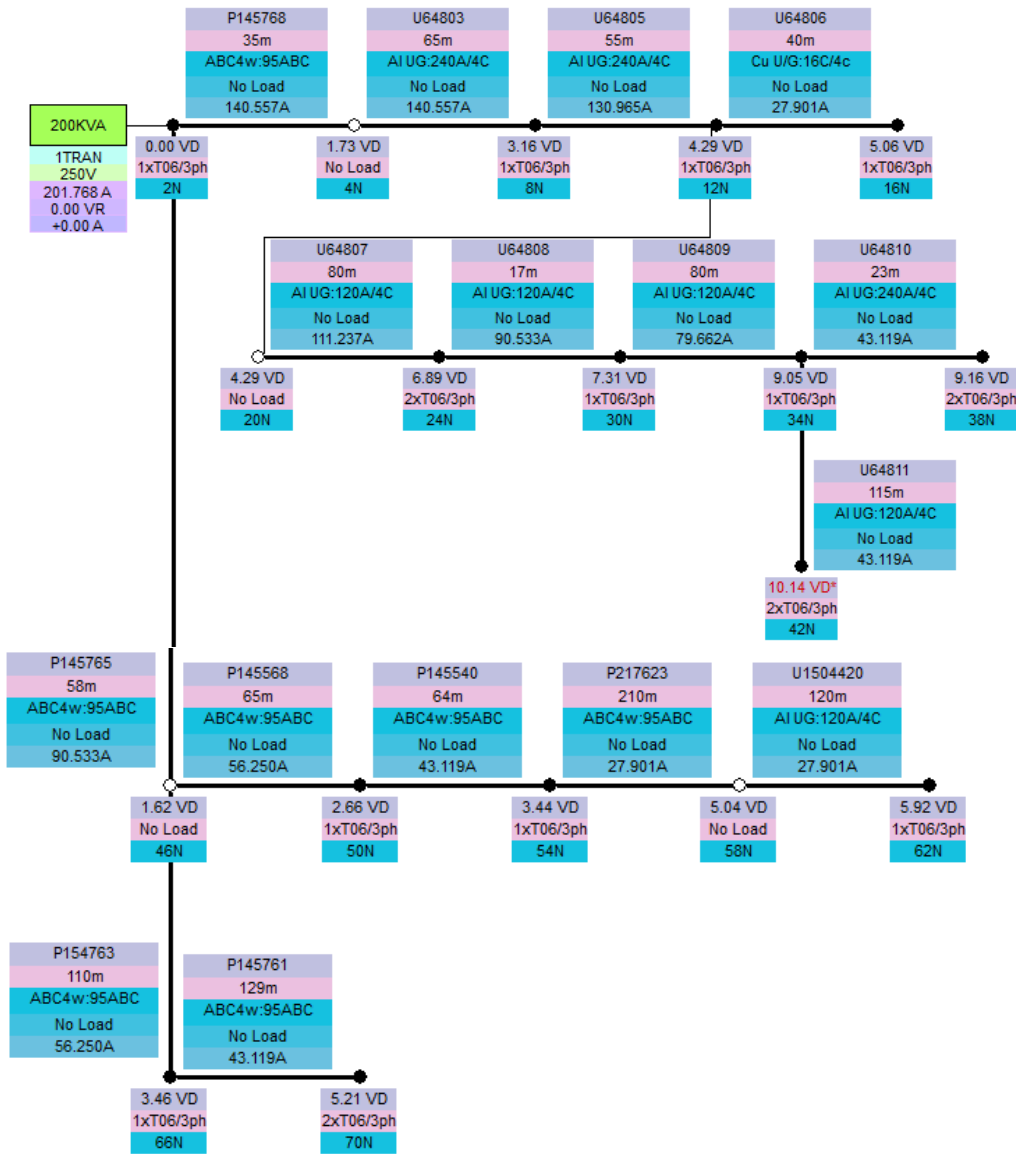 P145768
35m
ABC4w:95ABC
No Load
140.557A
U64803
65m
Al UG:240A/4C
No Load
140.557A
U64805
55m
Al UG:240A/4C
No Load
130.965A
U64806
40m
Cu U/G:16C/4c
No Load
27.901A
200KVA
1TRAN
250V
201.768 A
0.00 VR
+0.00 A
0.00 VD
1xT06/3ph
2N
1.73 VD
No Load
4N
3.16 VD
1xT06/3ph
8N
4.29 VD
1xT06/3ph
12N
5.06 VD
1xT06/3ph
16N
U64807
80m
Al UG:120A/4C
No Load
111.237A
U64808
17m
Al UG:120A/4C
No Load
90.533A
U64809
80m
Al UG:120A/4C
No Load
79.662A
U64810
23m
Al UG:240A/4C
No Load
43.119A
4.29 VD
No Load
20N
6.89 VD
2xT06/3ph
24N
7.31 VD
1xT06/3ph
30N
9.05 VD
1xT06/3ph
34N
9.16 VD
2xT06/3ph
38N
U64811
115m
Al UG:120A/4C
No Load
43.119A
10.14 VD*
2xT06/3ph
42N
P145765
58m
ABC4w:95ABC
No Load
90.533A
P145568
65m
ABC4w:95ABC
No Load
56.250A
P145540
64m
ABC4w:95ABC
No Load
43.119A
P217623
210m
ABC4w:95ABC
No Load
27.901A
U1504420
120m
Al UG:120A/4C
No Load
27.901A
1.62 VD
No Load
46N
2.66 VD
1xT06/3ph
50N
3.44 VD
1xT06/3ph
54N
5.04 VD
No Load
58N
5.92 VD
1xT06/3ph
62N
P154763
110m
ABC4w:95ABC
No Load
56.250A
P145761
129m
ABC4w:95ABC
No Load
43.119A
3.46 VD
1xT06/3ph
66N
5.21 VD
2xT06/3ph
70N